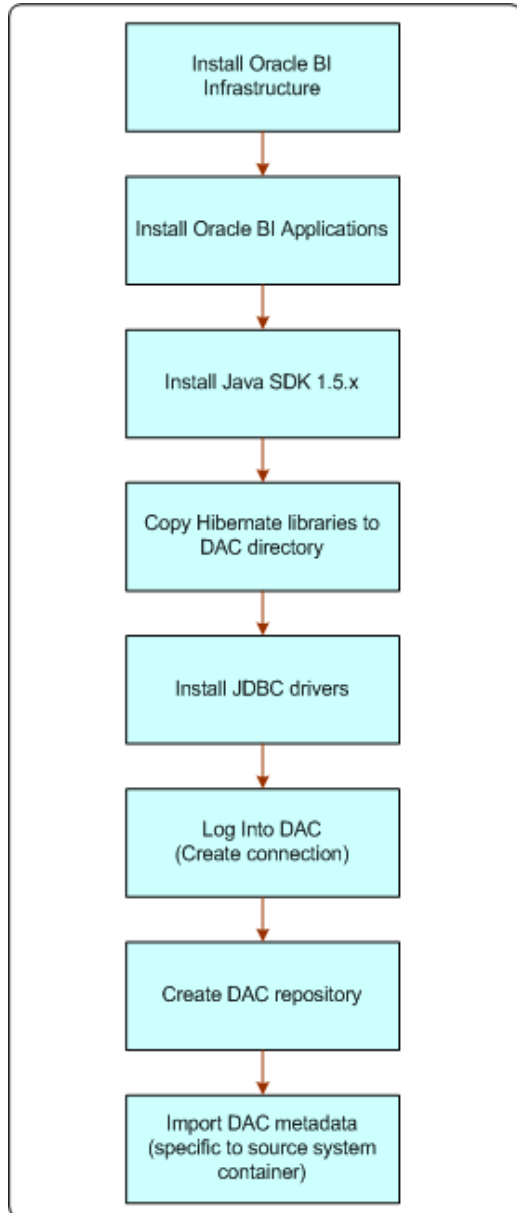 Install Oracle BI
Infrastructure
Install Oracle BI Applications
Install Java SDK 1.5.x
Copy Hibernate libraries to
DAC directory
Install JDBC drivers
Log Into DAC
(Create connection)
Create DAC repository
Import DAC metadata
(specific to source system
container)